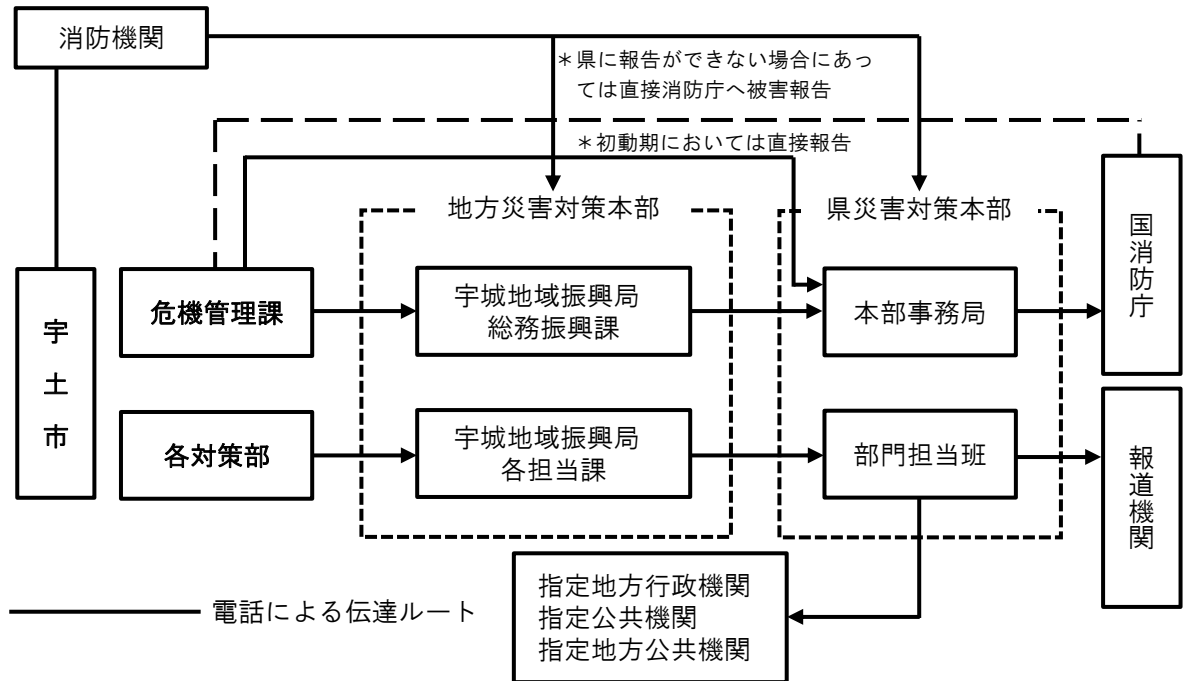 消防機関
＊県に報告ができない場合にあっ
ては直接消防庁へ被害報告
＊初動期においては直接報告
地方災害対策本部
県災害対策本部
国消防庁
宇土市
危機管理課
宇城地域振興局
総務振興課
本部事務局
各対策部
宇城地域振興局
各担当課
部門担当班
報道機関
指定地方行政機関
指定公共機関
指定地方公共機関
電話による伝達ルート